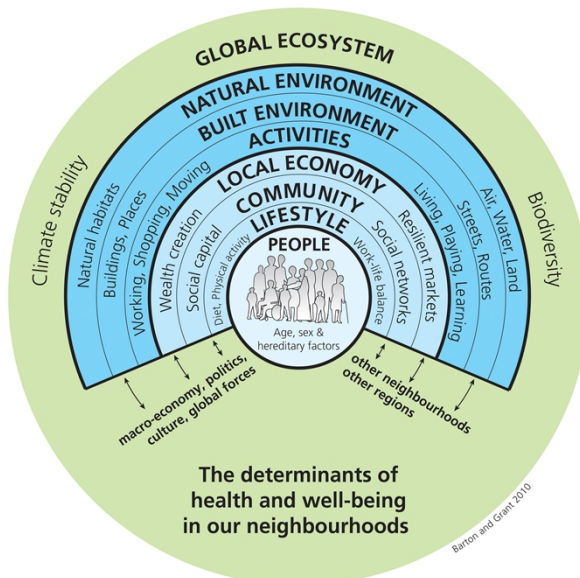 GLOBAL ECOSYSTEM
NATURAL ENVIRONMENT
BUILT ENVIRONMENT
ACTIVITIES
LOCAL ECONOMY
COMMUNITY
LIFESTYLE
PEOPLE
Age, sex &
hereditary factors
Climate stability
Natural habitats
Buildings, Places
Working, Shopping, Moving
Wealth creation
Social capital
Diet, Physical activity
Work-life balance
Social networks
Resilient markets
Living, Playing, Learning
Streets, Routes
Air, Water, Land
Biodiversity
macro-economy, politics,
culture, global forces
other neighbourhoods
other regions
The determinants of
health and well-being
in our neighbourhoods
Barton and Grant 2010